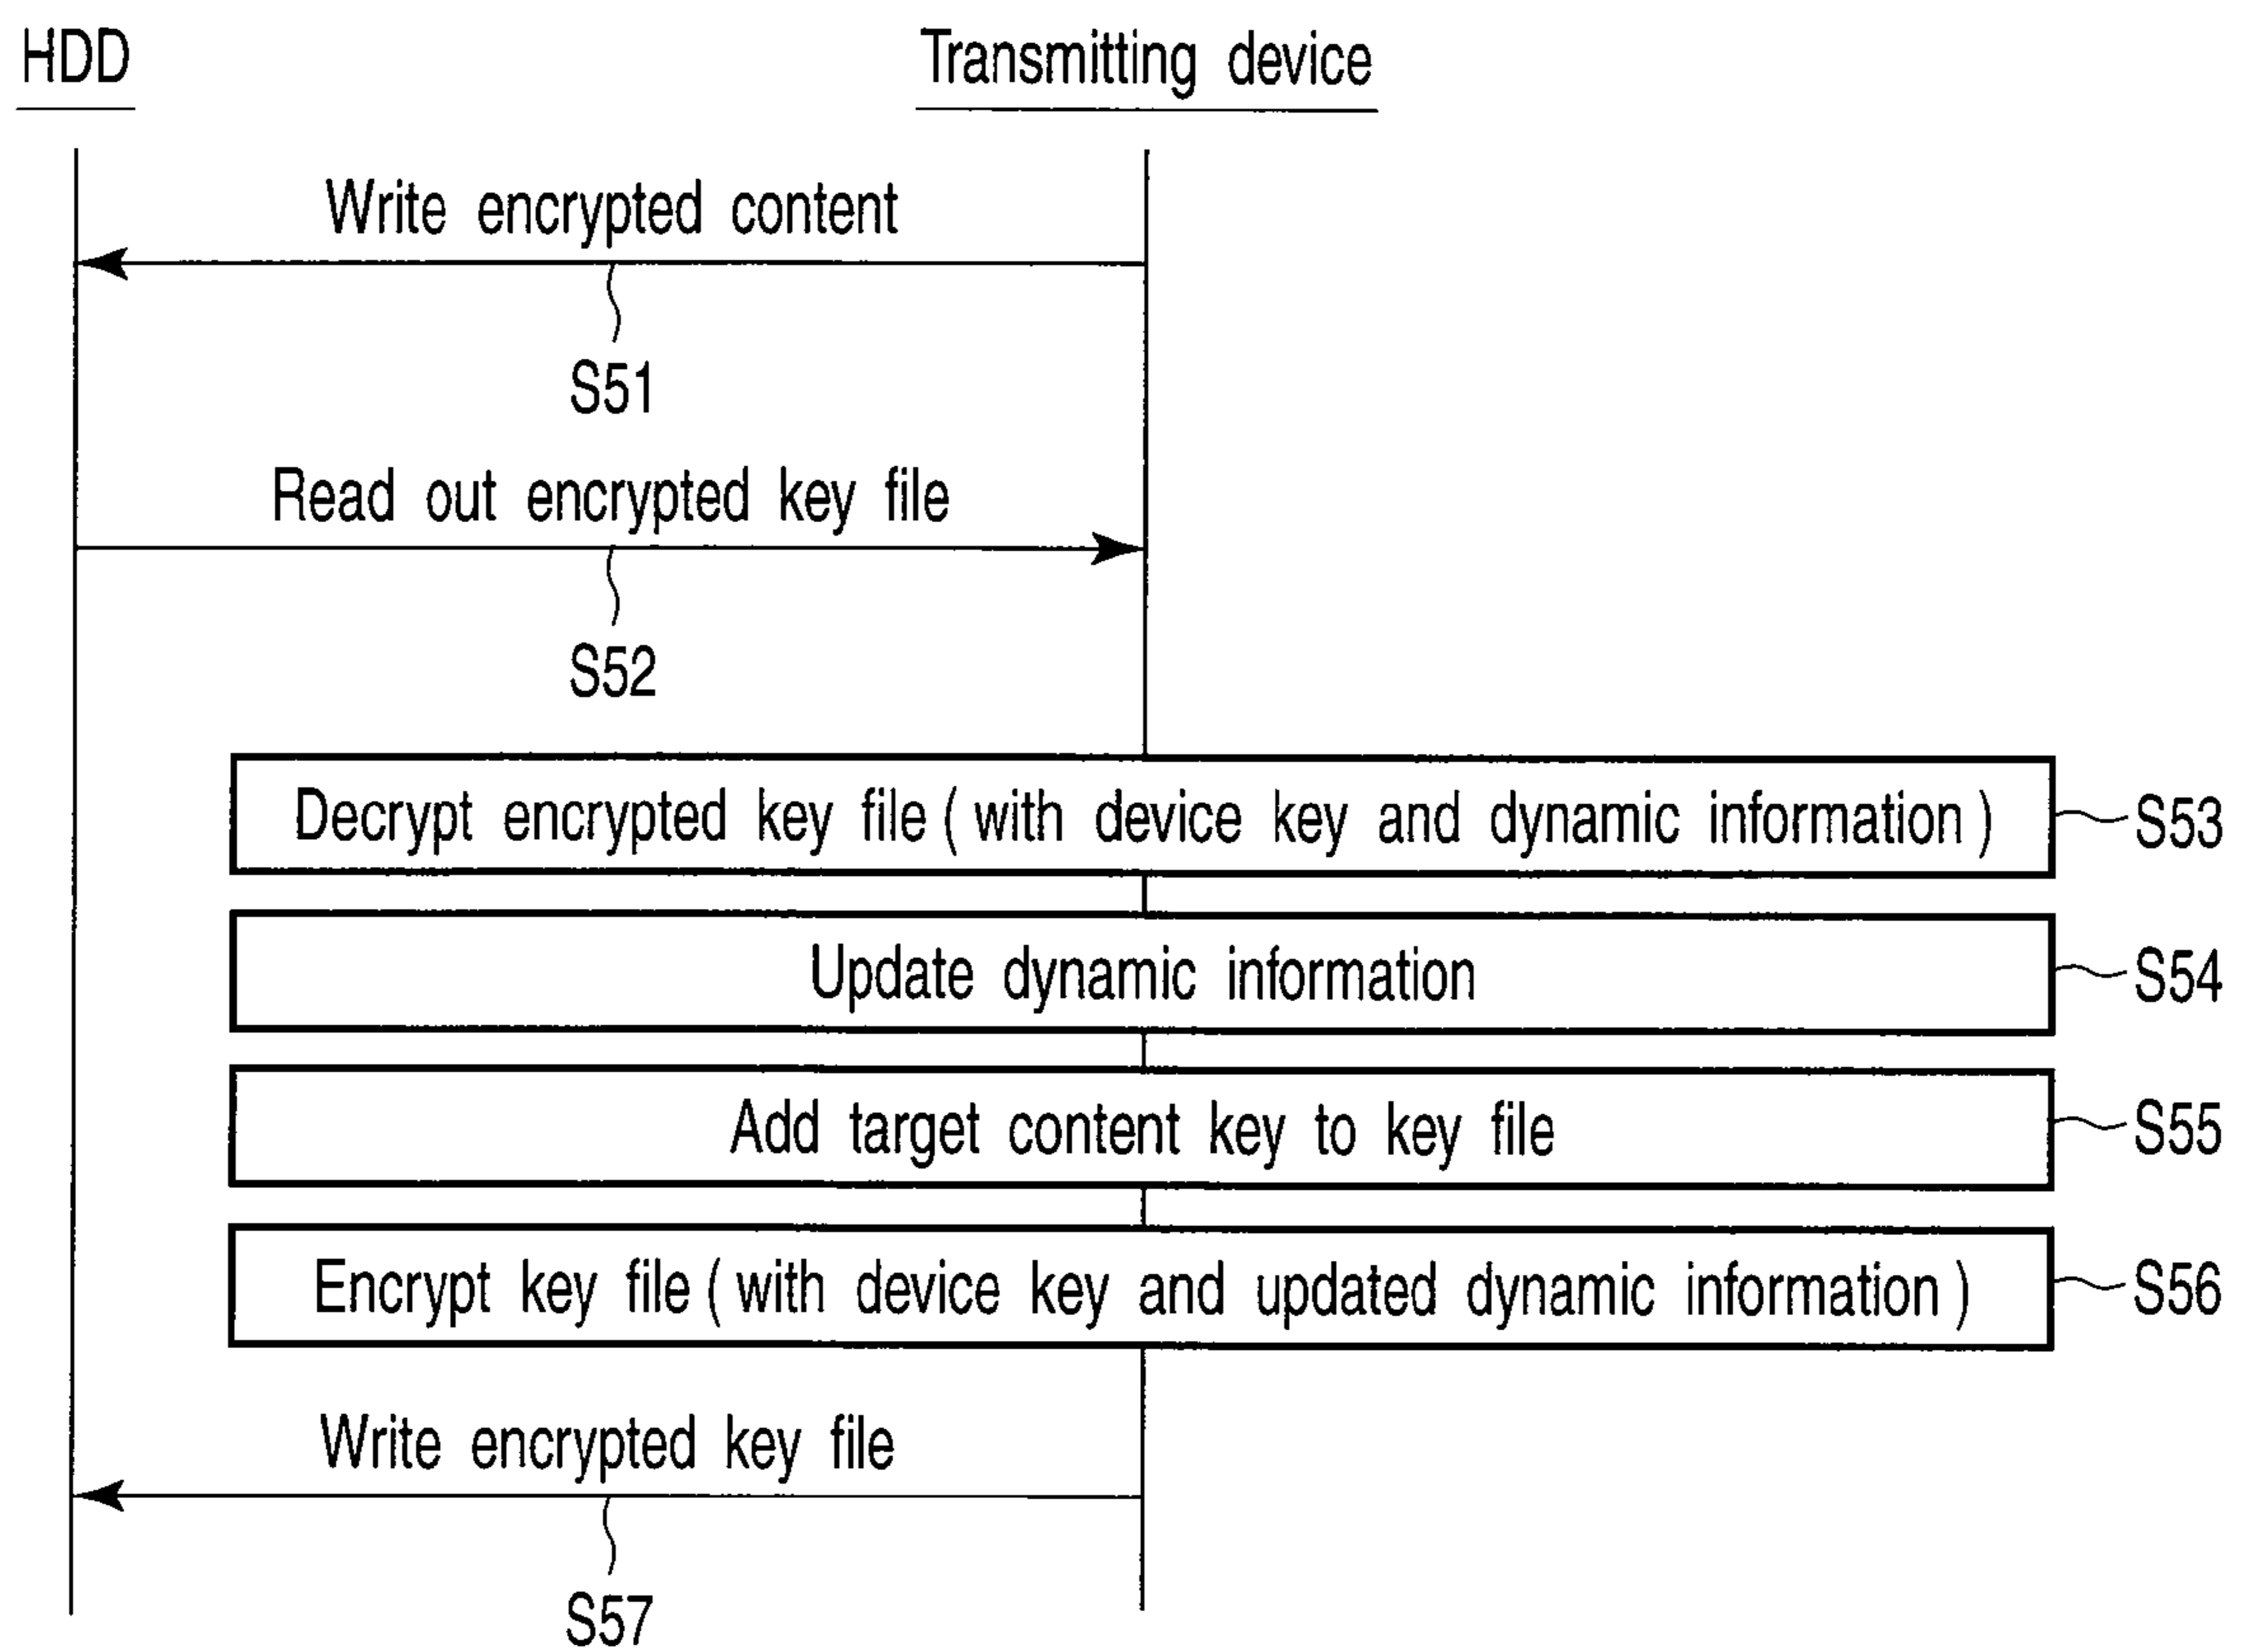 HDD
Transmitting device
Write encrypted content
S51
Read out encrypted key file
S52
Decrypt encrypted key file (with device key and dynamic information)
S53
Update dynamic information
S54
Add target content key to key file
S55
Encrypt key file (with device key and updated dynamic information)
S56
Write encrypted key file
S57